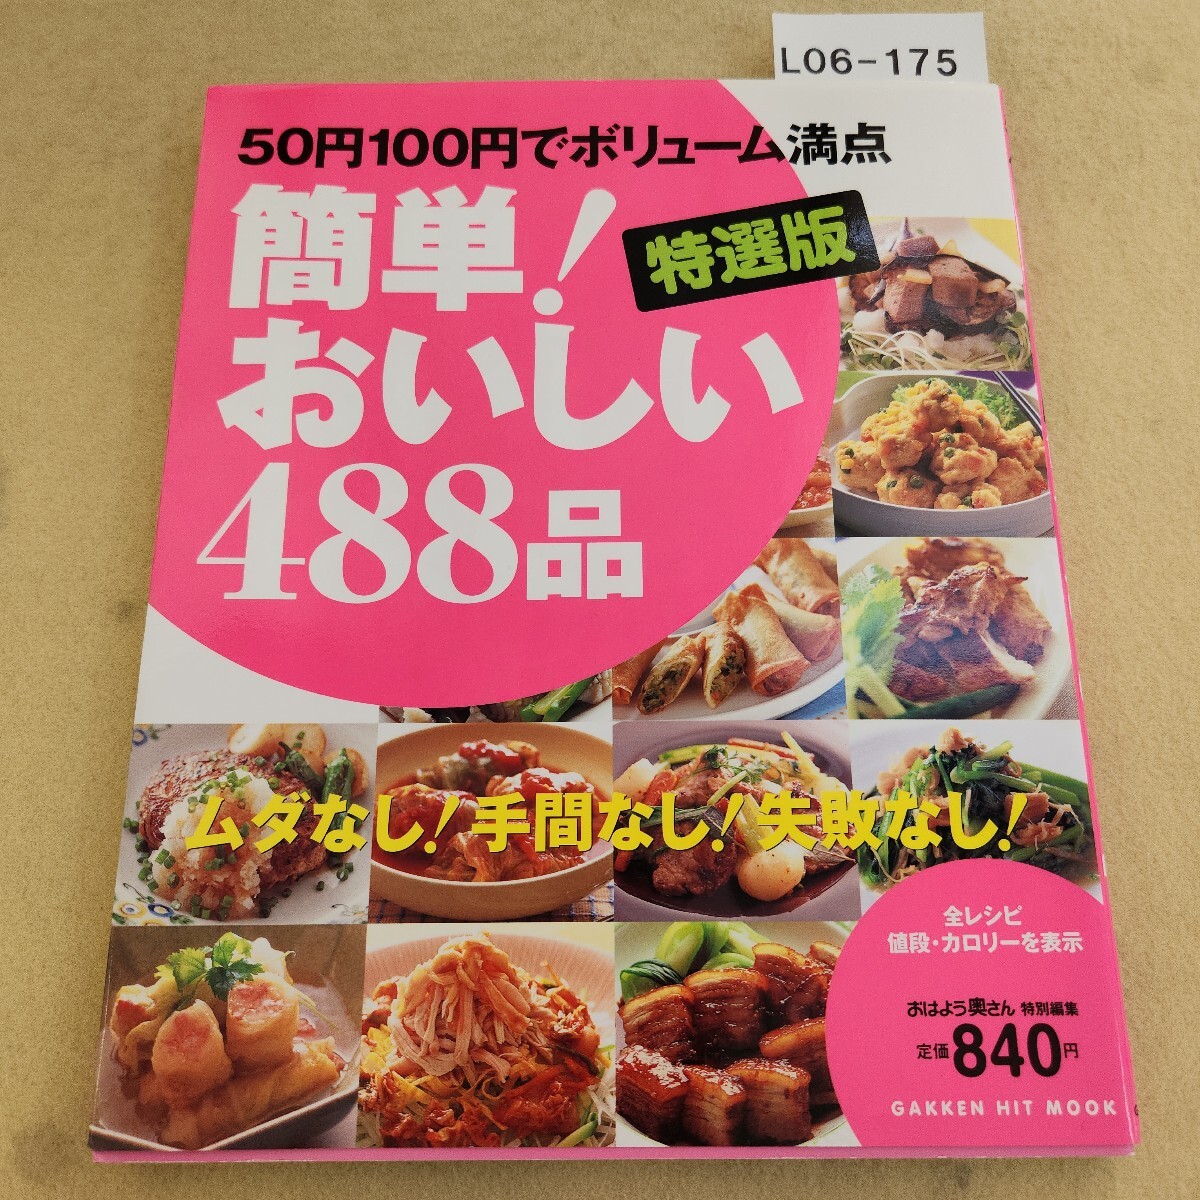 L06-175
50円100円でボリューム満点
簡単!
特選版
おいしい
488品
ムダなし!手間なし!失敗なし!
全レシピ
値段・カロリーを表示
おはよう奥さん 特別編集
定価840円
GAKKEN HIT MOOK